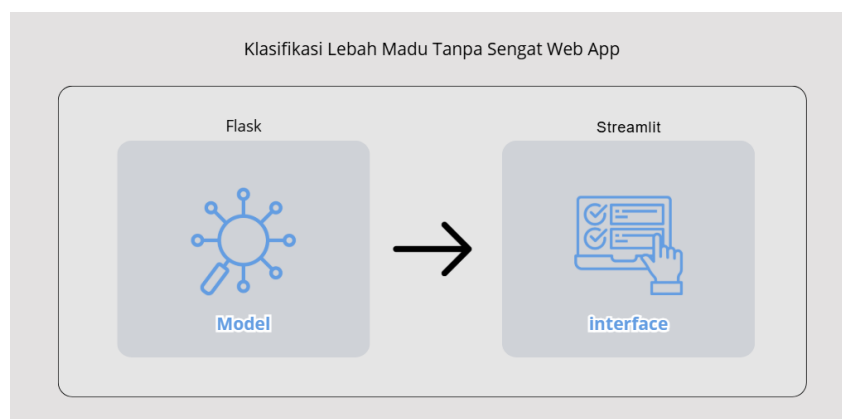 Klasifikasi Lebah Madu Tanpa Sengat Web App
Flask
Streamlit
Model
interface